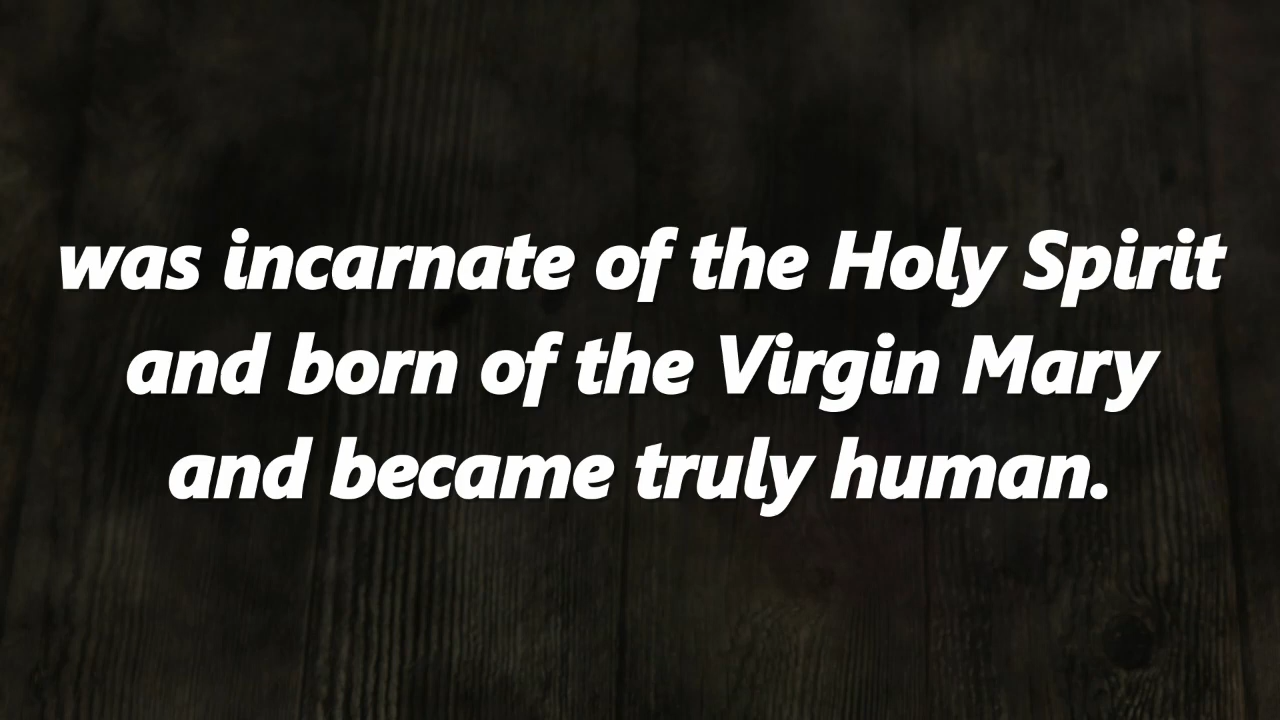 was incarnate of the Holy Spirit
and born of the Virgin Mary
and became truly human.